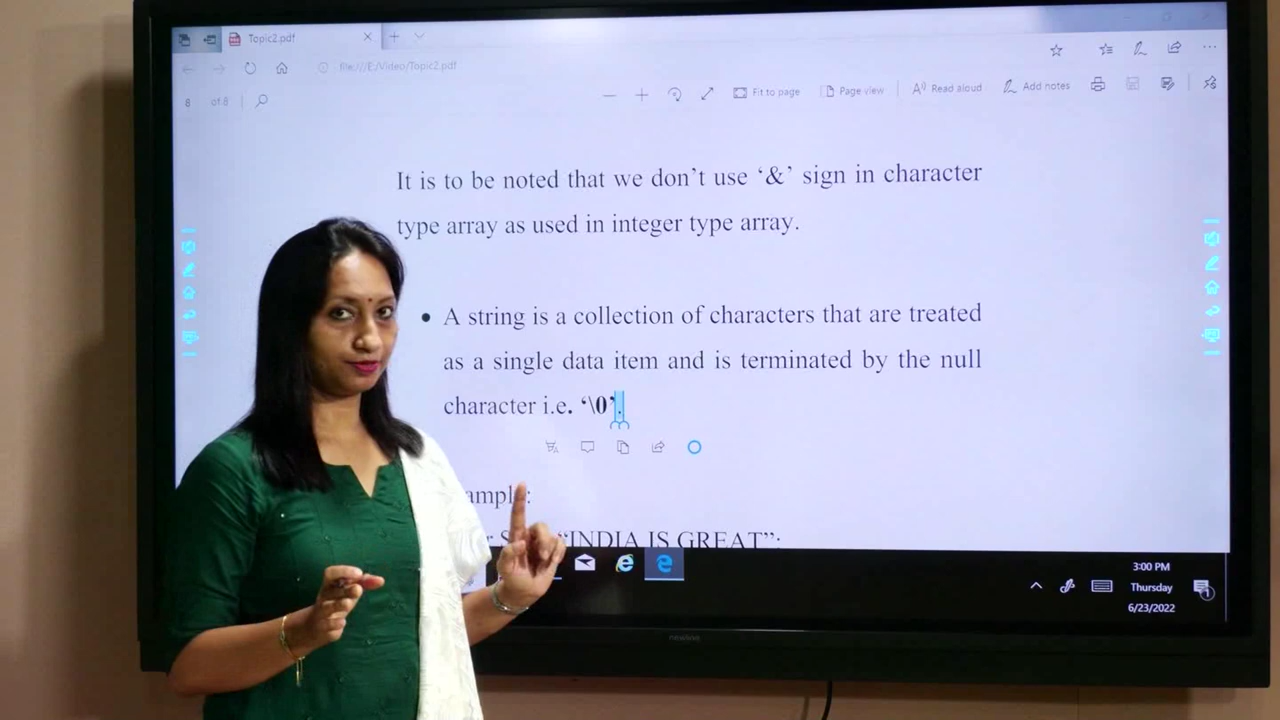 Topic2.pdf
file:///E:/Video/Topic2.pdf
8 of 8
Fit to page
Page view
Read aloud
Add notes
It is to be noted that we don’t use ‘&’ sign in character
type array as used in integer type array.
• A string is a collection of characters that are treated
as a single data item and is terminated by the null
character i.e. ‘\0’.
“INDIA IS GREAT”;
3:00 PM
Thursday
6/23/2022
newline